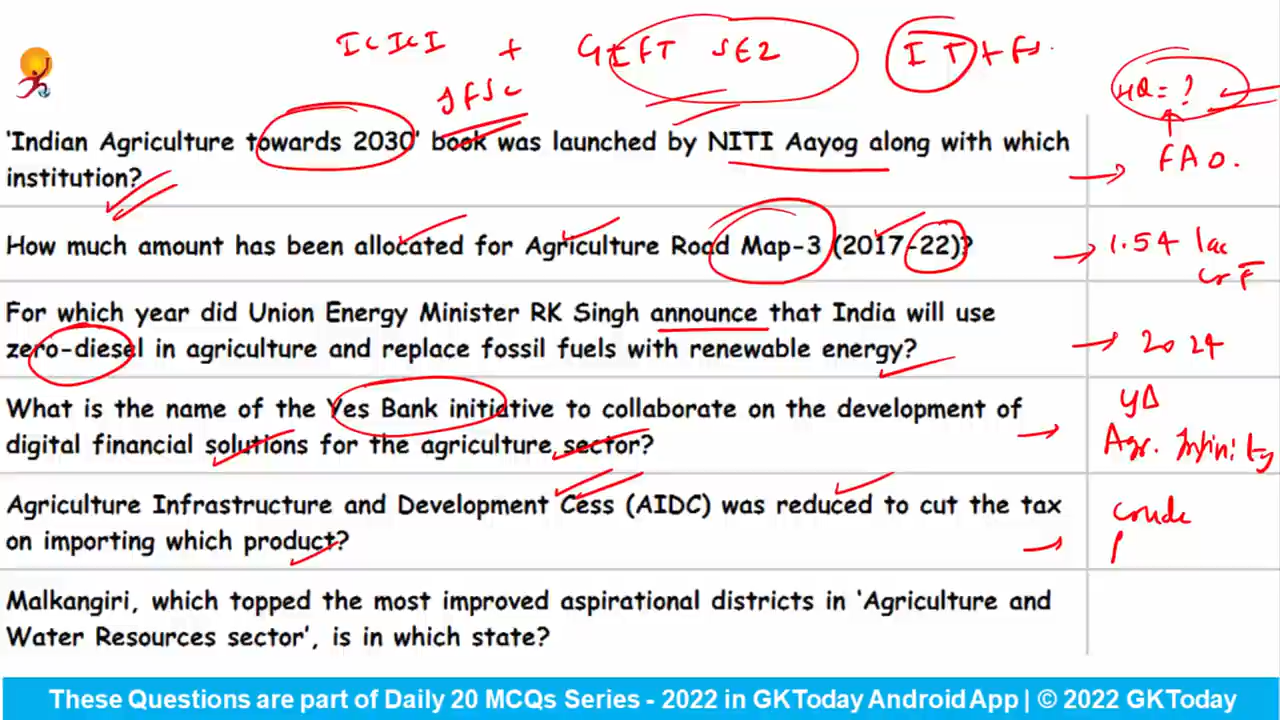 ICICI + GIFT SEZ IT + Fs.
IFSC
HQ = ?
'Indian Agriculture towards 2030' book was launched by NITI Aayog along with which
institution?
FAO.
How much amount has been allocated for Agriculture Road Map-3 (2017-22)?
1.54 lac
cr ₹
For which year did Union Energy Minister RK Singh announce that India will use
zero-diesel in agriculture and replace fossil fuels with renewable energy?
2024
What is the name of the Yes Bank initiative to collaborate on the development of
digital financial solutions for the agriculture sector?
Agr. Infinity
Agriculture Infrastructure and Development Cess (AIDC) was reduced to cut the tax
on importing which product?
crude
Malkangiri, which topped the most improved aspirational districts in 'Agriculture and
Water Resources sector', is in which state?
These Questions are part of Daily 20 MCQs Series - 2022 in GKToday Android App | © 2022 GKToday